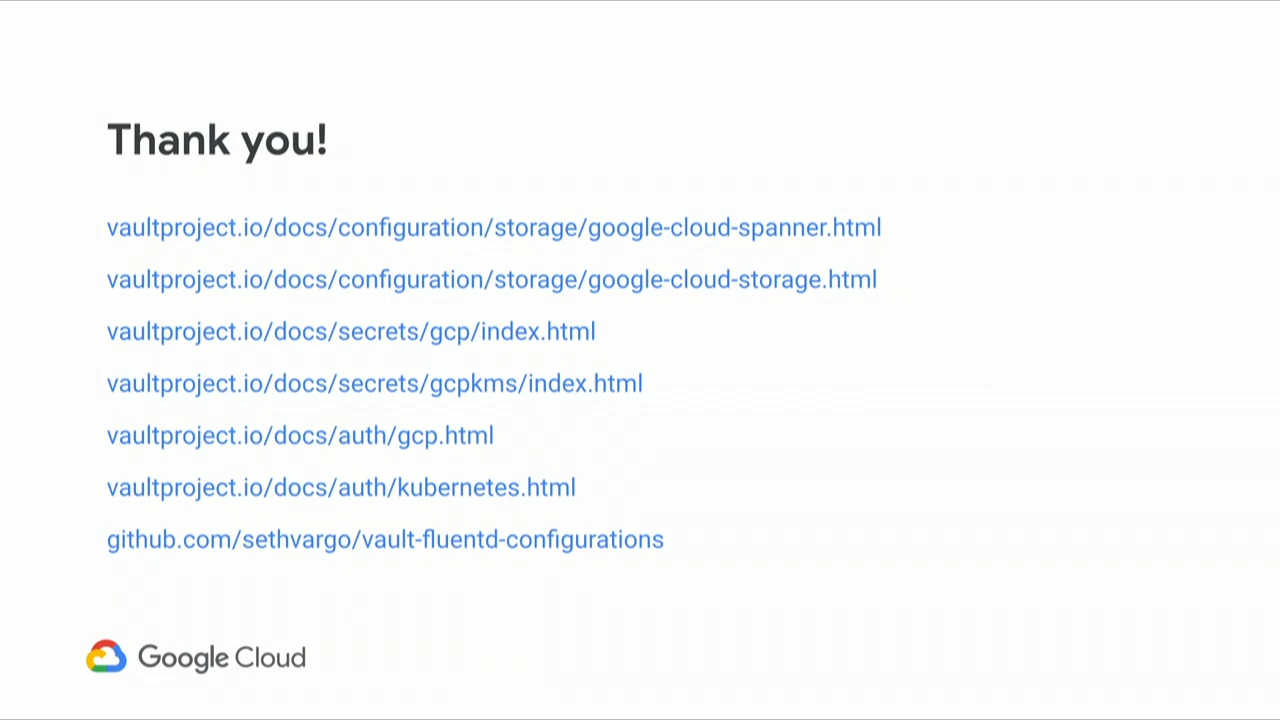 Thank you!
vaultproject.io/docs/configuration/storage/google-cloud-spanner.html
vaultproject.io/docs/configuration/storage/google-cloud-storage.html
vaultproject.io/docs/secrets/gcp/index.html
vaultproject.io/docs/secrets/gcpkms/index.html
vaultproject.io/docs/auth/gcp.html
vaultproject.io/docs/auth/kubernetes.html
github.com/sethvargo/vault-fluentd-configurations
Google Cloud